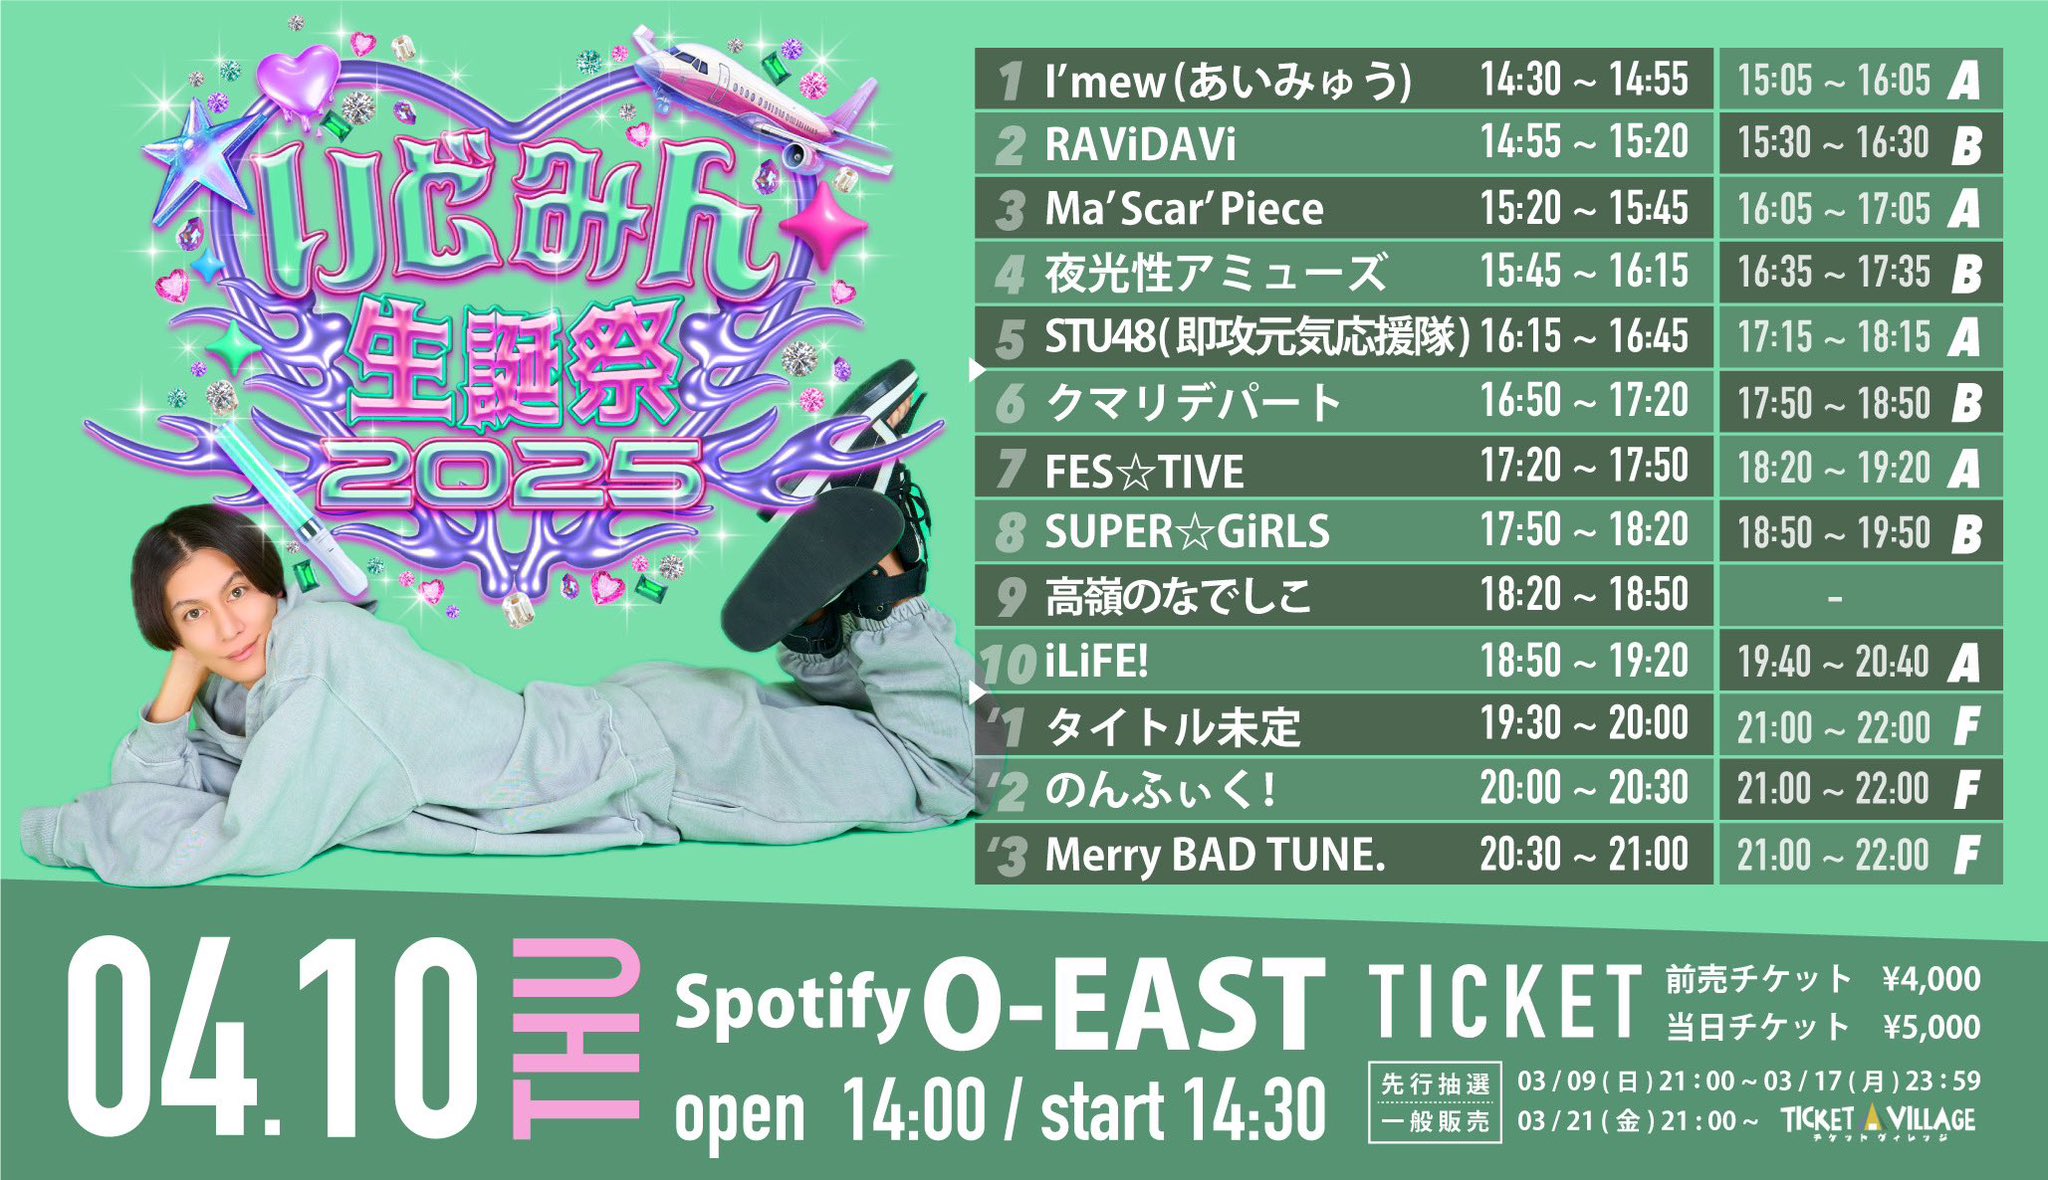 りどみん
生誕祭
2025
1 I'mew(あいみゅう) 14:30 ~ 14:55 15:05 ~ 16:05 A
2 RAViDAVi 14:55 ~ 15:20 15:30 ~ 16:30 B
3 Ma'Scar'Piece 15:20 ~ 15:45 16:05 ~ 17:05 A
4 夜光性アミューズ 15:45 ~ 16:15 16:35 ~ 17:35 B
5 STU48(即攻元気応援隊) 16:15 ~ 16:45 17:15 ~ 18:15 A
6 クマリデパート 16:50 ~ 17:20 17:50 ~ 18:50 B
7 FES☆TIVE 17:20 ~ 17:50 18:20 ~ 19:20 A
8 SUPER☆GiRLS 17:50 ~ 18:20 18:50 ~ 19:50 B
9 高嶺のなでしこ 18:20 ~ 18:50 -
10 iLiFE! 18:50 ~ 19:20 19:40 ~ 20:40 A
'1 タイトル未定 19:30 ~ 20:00 21:00 ~ 22:00 F
'2 のんふぃく! 20:00 ~ 20:30 21:00 ~ 22:00 F
'3 Merry BAD TUNE. 20:30 ~ 21:00 21:00 ~ 22:00 F
04.10 THU
Spotify O-EAST
open 14:00 / start 14:30
TICKET
前売チケット ¥4,000
当日チケット ¥5,000
先行抽選 03/09(日)21:00~03/17(月)23:59
一般販売 03/21(金)21:00~
TICKET VILLAGE
チケットヴィレッジ